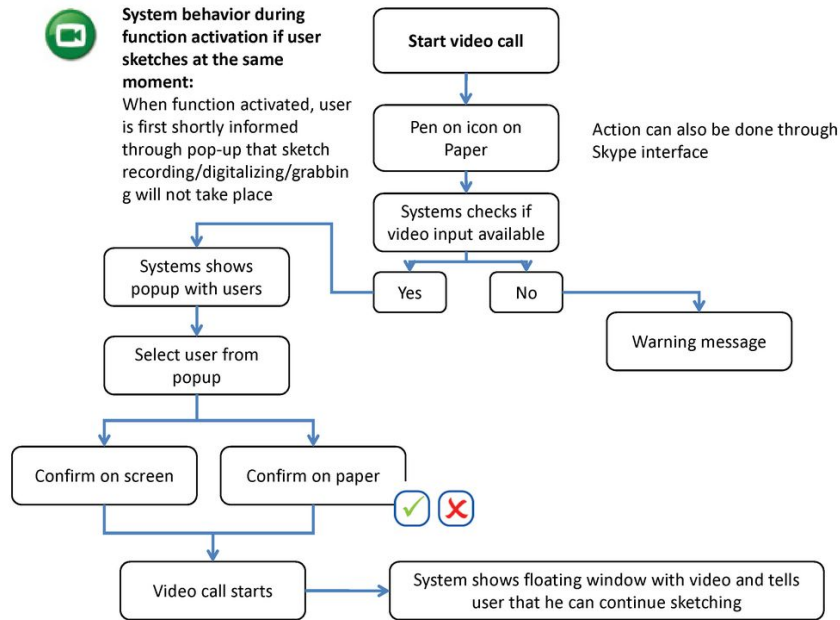 System behavior during
function activation if user
sketches at the same
moment:
When function activated, user
is first shortly informed
through pop-up that sketch
recording/digitalizing/grabbin
g will not take place
Start video call
Pen on icon on
Paper
Action can also be done through
Skype interface
Systems checks if
video input available
Yes
No
Systems shows
popup with users
Warning message
Select user from
popup
Confirm on screen
Confirm on paper
Video call starts
System shows floating window with video and tells
user that he can continue sketching